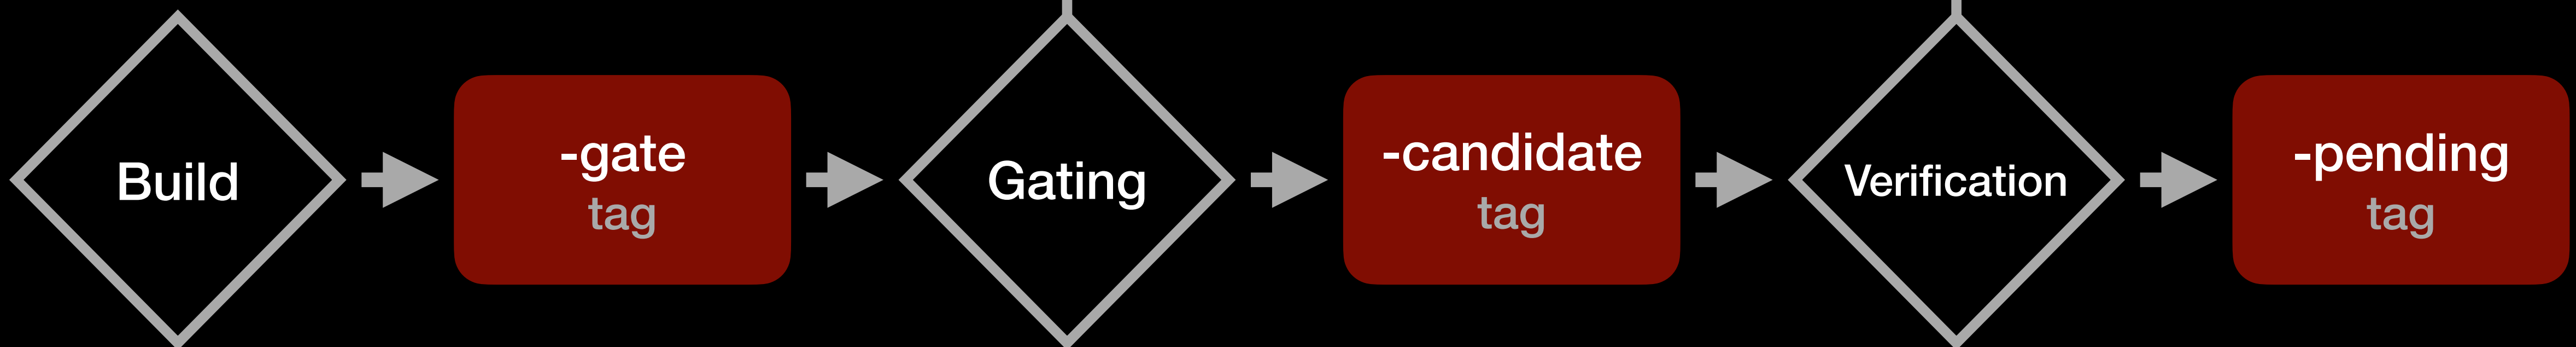 Build
-gate
tag
Gating
-candidate
tag
Verification
-pending
tag